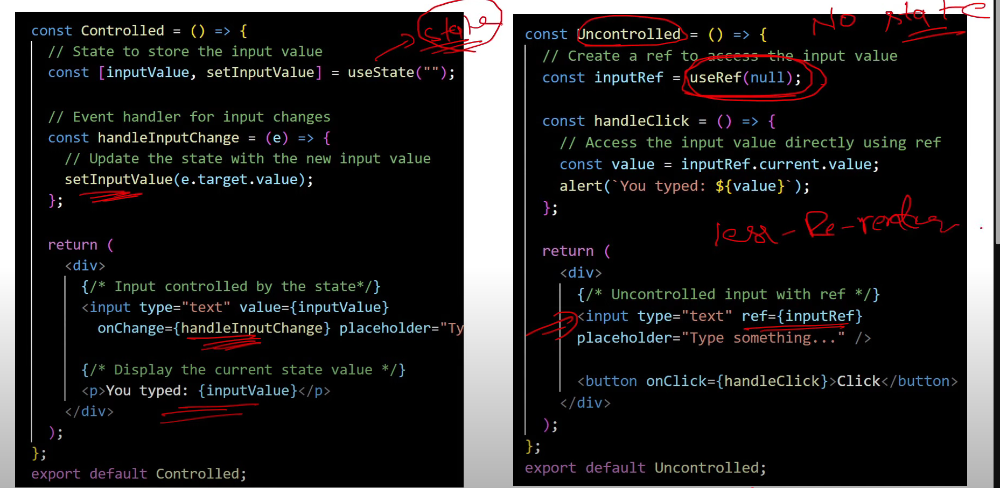 const Controlled = () => {
// State to store the input value
const [inputValue, setInputValue] = useState("");
// Event handler for input changes
const handleInputChange = (e) => {
// Update the state with the new input value
setInputValue(e.target.value);
};
return (
<div>
{/* Input controlled by the state*/}
<input type="text" value={inputValue}
onChange={handleInputChange} placeholder="Ty
{/* Display the current state value */}
<p>You typed: {inputValue}</p>
</div>
);
};
export default Controlled;
state
No state
const Uncontrolled = () => {
// Create a ref to access the input value
const inputRef = useRef(null);
const handleClick = () => {
// Access the input value directly using ref
const value = inputRef.current.value;
alert(`You typed: ${value}`);
};
less-Re-render
return (
<div>
{/* Uncontrolled input with ref */}
<input type="text" ref={inputRef}
placeholder="Type something..." />
<button onClick={handleClick}>Click</button>
</div>
);
};
export default Uncontrolled;